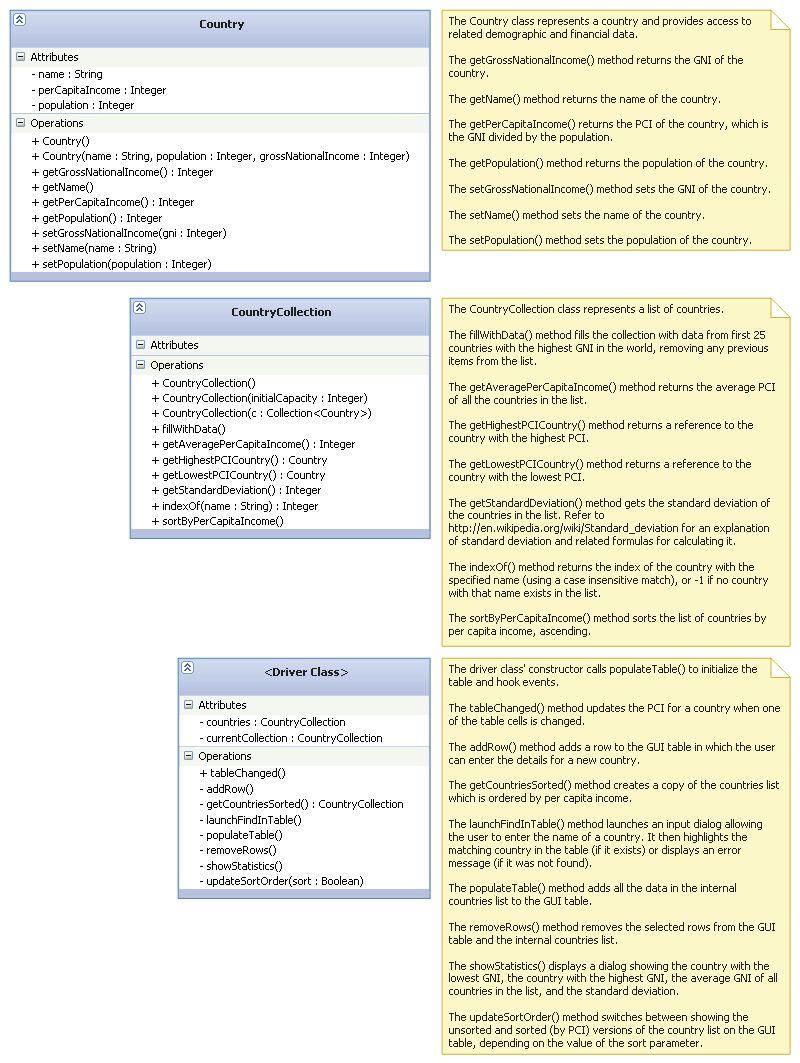 Country
Attributes
- name : String
- perCapitaIncome : Integer
- population : Integer
Operations
+ Country()
+ Country(name : String, population : Integer, grossNationalIncome : Integer)
+ getGrossNationalIncome() : Integer
+ getName()
+ getPerCapitaIncome() : Integer
+ getPopulation() : Integer
+ setGrossNationalIncome(gni : Integer)
+ setName(name : String)
+ setPopulation(population : Integer)
The Country class represents a country and provides access to
related demographic and financial data.
The getGrossNationalIncome() method returns the GNI of the
country.
The getName() method returns the name of the country.
The getPerCapitaIncome() returns the PCI of the country, which is
the GNI divided by the population.
The getPopulation() method returns the population of the country.
The setGrossNationalIncome() method sets the GNI of the country.
The setName() method sets the name of the country.
The setPopulation() method sets the population of the country.
CountryCollection
Attributes
Operations
+ CountryCollection()
+ CountryCollection(initialCapacity : Integer)
+ CountryCollection(c : Collection<Country>)
+ fillWithData()
+ getAveragePerCapitaIncome() : Integer
+ getHighestPCICountry() : Country
+ getLowestPCICountry() : Country
+ getStandardDeviation() : Integer
+ indexOf(name : String) : Integer
+ sortByPerCapitaIncome()
The CountryCollection class represents a list of countries.
The fillWithData() method fills the collection with data from first 25
countries with the highest GNI in the world, removing any previous
items from the list.
The getAveragePerCapitaIncome() method returns the average PCI
of all the countries in the list.
The getHighestPCICountry() method returns a reference to the
country with the highest PCI.
The getLowestPCICountry() method returns a reference to the
country with the lowest PCI.
The getStandardDeviation() method gets the standard deviation of
the countries in the list. Refer to
http://en.wikipedia.org/wiki/Standard_deviation for an explanation
of standard deviation and related formulas for calculating it.
The indexOf() method returns the index of the country with the
specified name (using a case insensitive match), or -1 if no country
with that name exists in the list.
The sortByPerCapitaIncome() method sorts the list of countries by
per capita income, ascending.
<Driver Class>
Attributes
- countries : CountryCollection
- currentCollection : CountryCollection
Operations
+ tableChanged()
- addRow()
- getCountriesSorted() : CountryCollection
- launchFindInTable()
- populateTable()
- removeRows()
- showStatistics()
- updateSortOrder(sort : Boolean)
The driver class' constructor calls populateTable() to initialize the
table and hook events.
The tableChanged() method updates the PCI for a country when one
of the table cells is changed.
The addRow() method adds a row to the GUI table in which the user
can enter the details for a new country.
The getCountriesSorted() method creates a copy of the countries list
which is ordered by per capita income.
The launchFindInTable() method launches an input dialog allowing
the user to enter the name of a country. It then highlights the
matching country in the table (if it exists) or displays an error
message (if it was not found).
The populateTable() method adds all the data in the internal
countries list to the GUI table.
The removeRows() method removes the selected rows from the GUI
table and the internal countries list.
The showStatistics() displays a dialog showing the country with the
lowest GNI, the country with the highest GNI, the average GNI of all
countries in the list, and the standard deviation.
The updateSortOrder() method switches between showing the
unsorted and sorted (by PCI) versions of the country list on the GUI
table, depending on the value of the sort parameter.